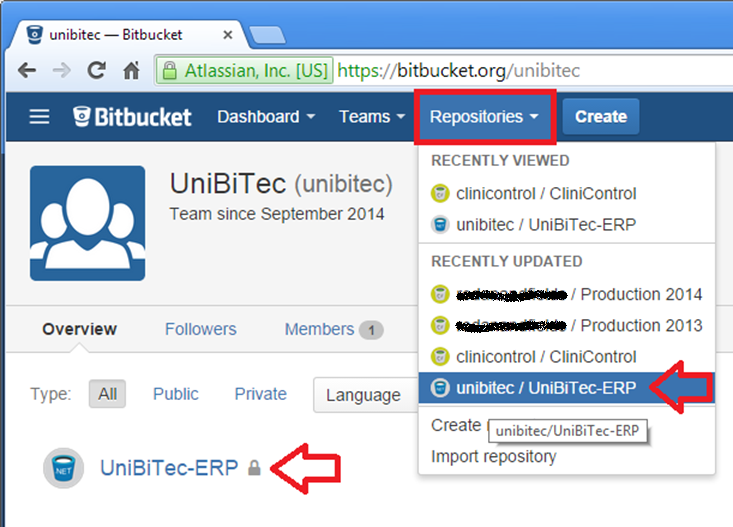 unibitec — Bitbucket
Atlassian, Inc. [US] https://bitbucket.org/unibitec
Bitbucket Dashboard Teams Repositories Create
UniBiTec (unibitec)
Team since September 2014
Overview Followers Members 1
Type: All Public Private Language
NET
UniBiTec-ERP
RECENTLY VIEWED
clinicontrol / CliniControl
unibitec / UniBiTec-ERP
RECENTLY UPDATED
/ Production 2014
/ Production 2013
clinicontrol / CliniControl
unibitec / UniBiTec-ERP
Create
unibitec/UniBiTec-ERP
Import repository